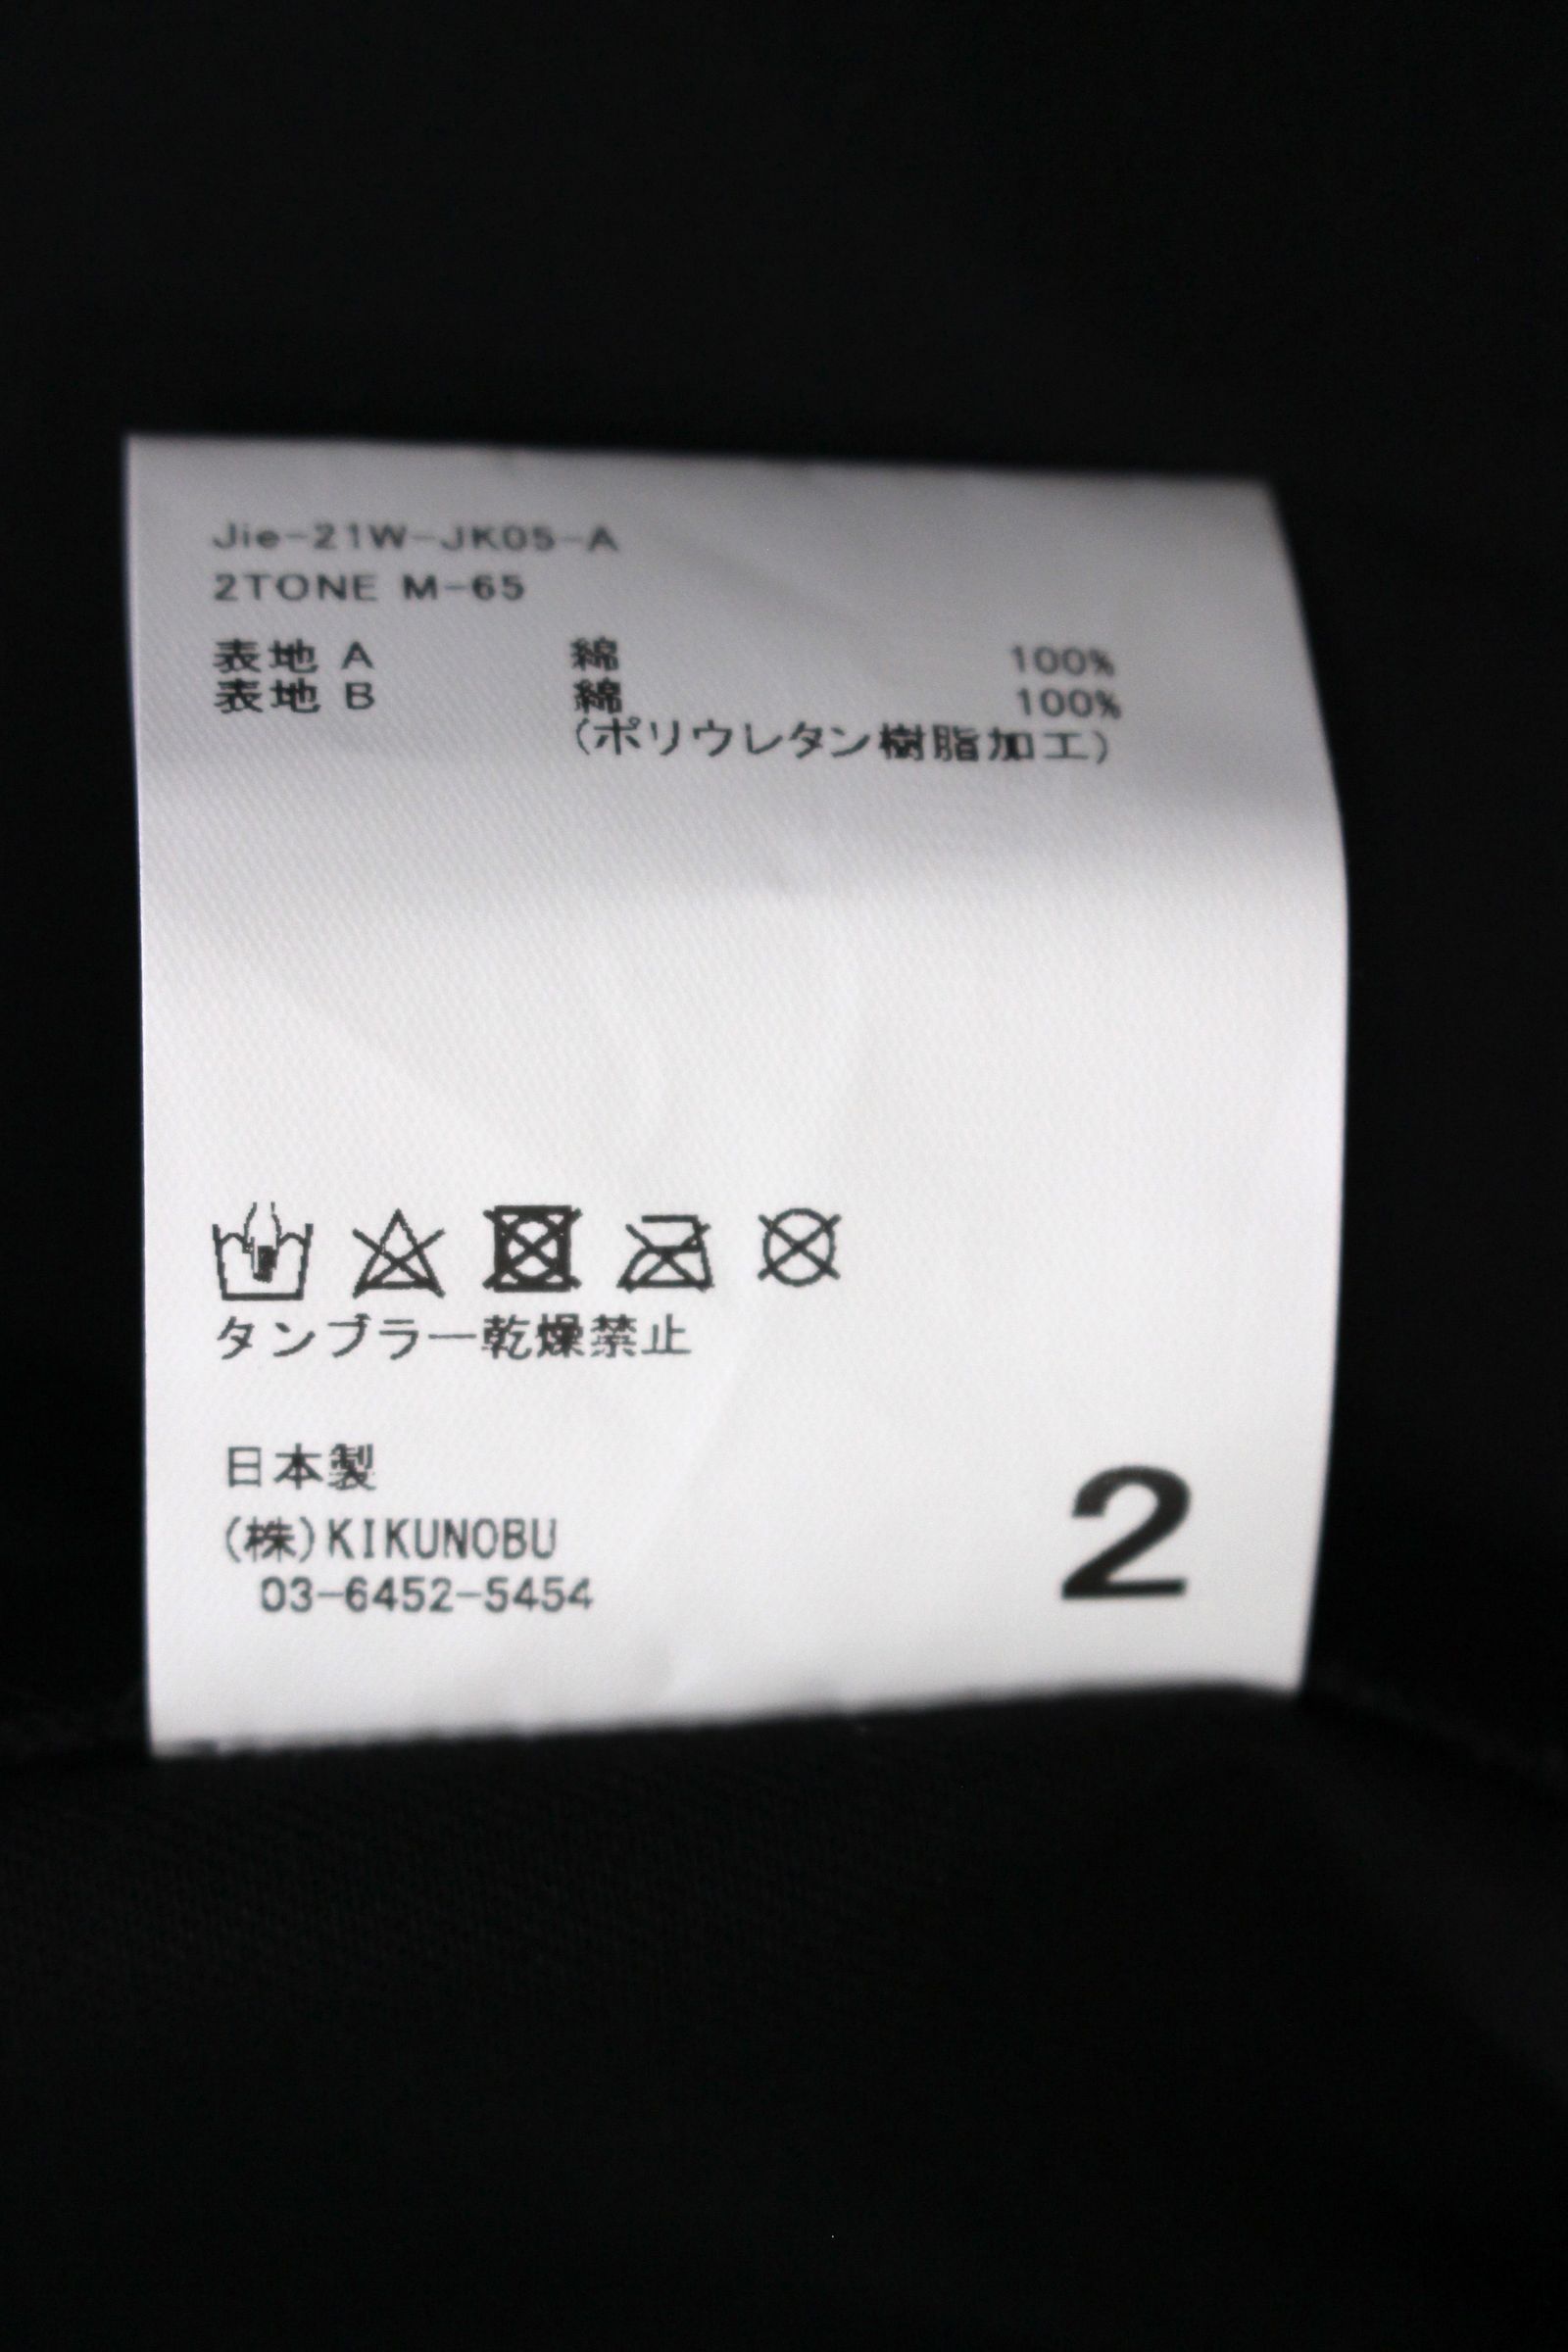 Jie-21W-JK05-A
2TONE M-65
表地 A 綿 100%
表地 B 綿 100%
(ポリウレタン樹脂加工)
タンブラー乾燥禁止
日本製
(株)KIKUNOBU
03-6452-5454
2